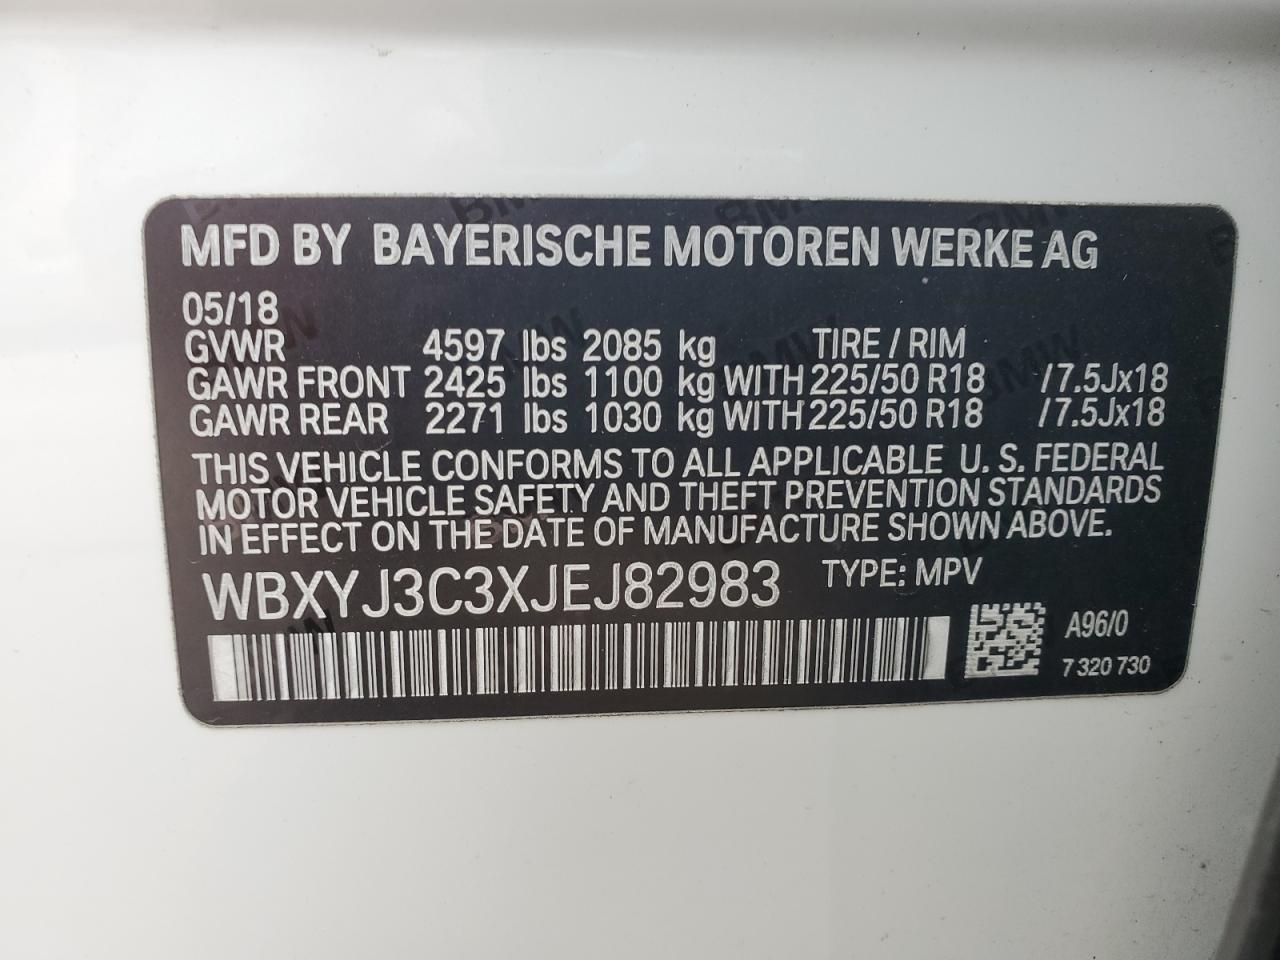 MFD BY BAYERISCHE MOTOREN WERKE AG
05/18
GVWR 4597 lbs 2085 kg TIRE / RIM
GAWR FRONT 2425 lbs 1100 kg WITH 225/50 R18 /7.5Jx18
GAWR REAR 2271 lbs 1030 kg WITH 225/50 R18 /7.5Jx18
THIS VEHICLE CONFORMS TO ALL APPLICABLE U. S. FEDERAL
MOTOR VEHICLE SAFETY AND THEFT PREVENTION STANDARDS
IN EFFECT ON THE DATE OF MANUFACTURE SHOWN ABOVE.
WBXYJ3C3XJEJ82983 TYPE: MPV
A96/0
7 320 730